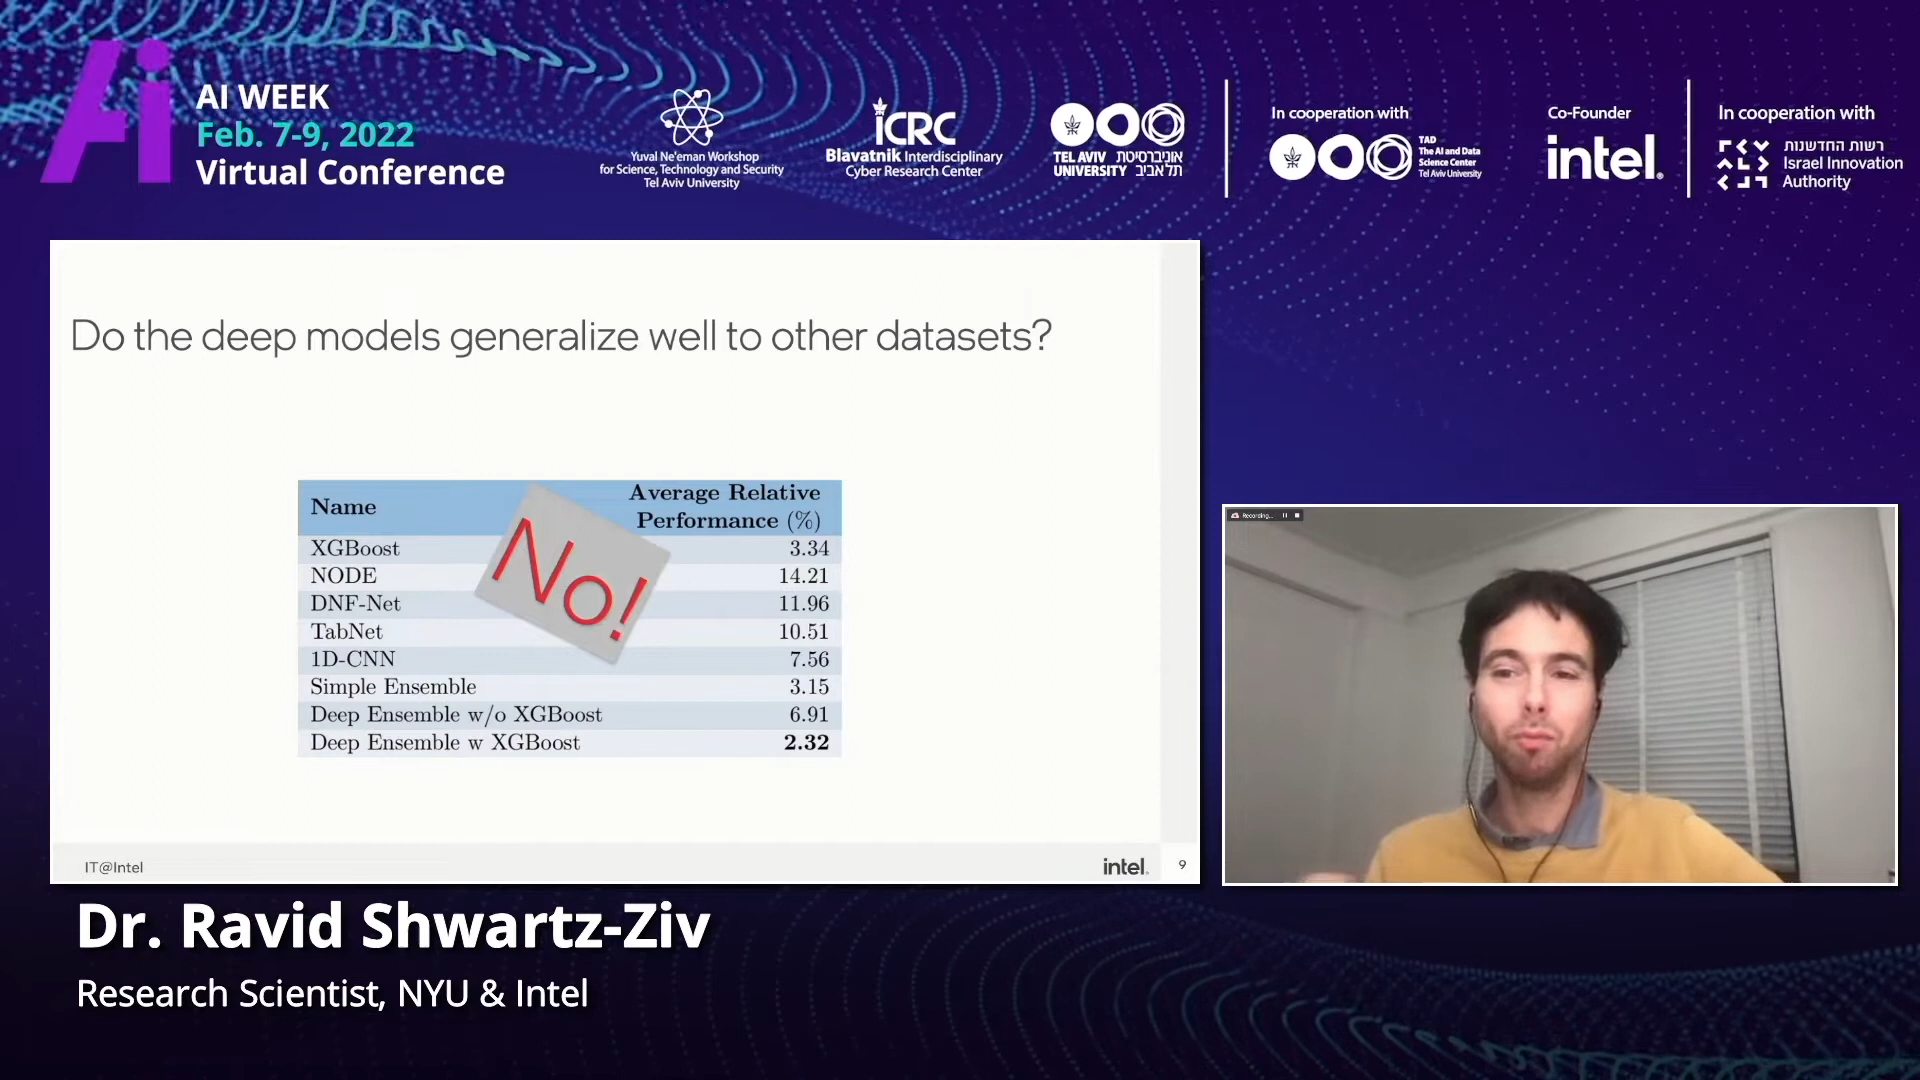 Ai
AI WEEK
Feb. 7-9, 2022
Virtual Conference
Yuval Ne'eman Workshop
for Science, Technology and Security
Tel Aviv University
iCRC
Blavatnik Interdisciplinary
Cyber Research Center
TEL AVIV אוניברסיטת
UNIVERSITY תל אביב
In cooperation with
TAD
The AI and Data
Science Center
Tel Aviv University
Co-Founder
intel.
In cooperation with
רשות החדשנות
Israel Innovation
Authority
Do the deep models generalize well to other datasets?
Name Average Relative
Performance (%)
XGBoost 3.34
NODE 14.21
DNF-Net 11.96
TabNet 10.51
1D-CNN 7.56
Simple Ensemble 3.15
Deep Ensemble w/o XGBoost 6.91
Deep Ensemble w XGBoost 2.32
No!
IT@Intel
intel.
9
Recording...
Dr. Ravid Shwartz-Ziv
Research Scientist, NYU & Intel